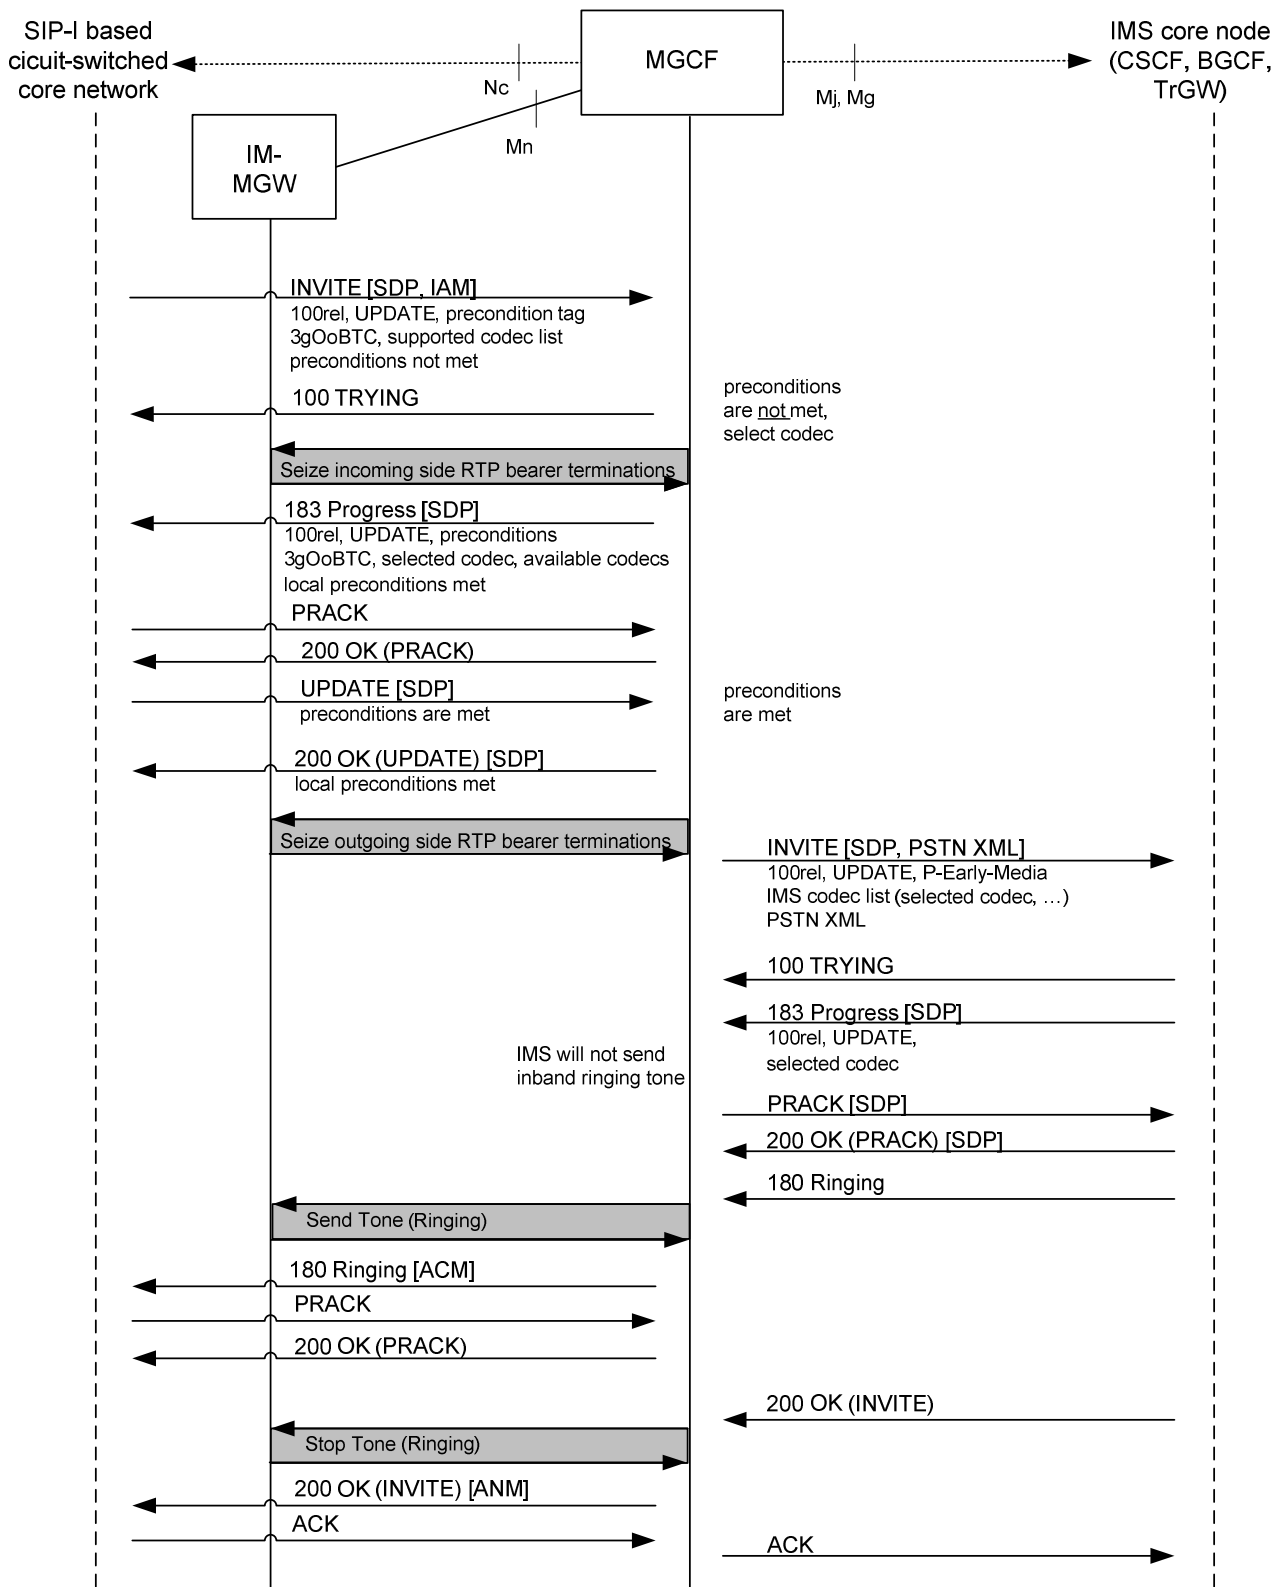 SIP-I based
cicuit-switched
core network
MGCF
IMS core node
(CSCF, BGCF,
TrGW)
Nc
Mj, Mg
Mn
IM-
MGW
INVITE [SDP, IAM]
100rel, UPDATE, precondition tag
3gOoBTC, supported codec list
preconditions not met
100 TRYING
preconditions
are not met,
select codec
Seize incoming side RTP bearer terminations
183 Progress [SDP]
100rel, UPDATE, preconditions
3gOoBTC, selected codec, available codecs
local preconditions met
PRACK
200 OK (PRACK)
UPDATE [SDP]
preconditions are met
preconditions
are met
200 OK (UPDATE) [SDP]
local preconditions met
Seize outgoing side RTP bearer terminations
INVITE [SDP, PSTN XML]
100rel, UPDATE, P-Early-Media
IMS codec list (selected codec, …)
PSTN XML
100 TRYING
183 Progress [SDP]
100rel, UPDATE,
selected codec
IMS will not send
inband ringing tone
PRACK [SDP]
200 OK (PRACK) [SDP]
180 Ringing
Send Tone (Ringing)
180 Ringing [ACM]
PRACK
200 OK (PRACK)
200 OK (INVITE)
Stop Tone (Ringing)
200 OK (INVITE) [ANM]
ACK
ACK